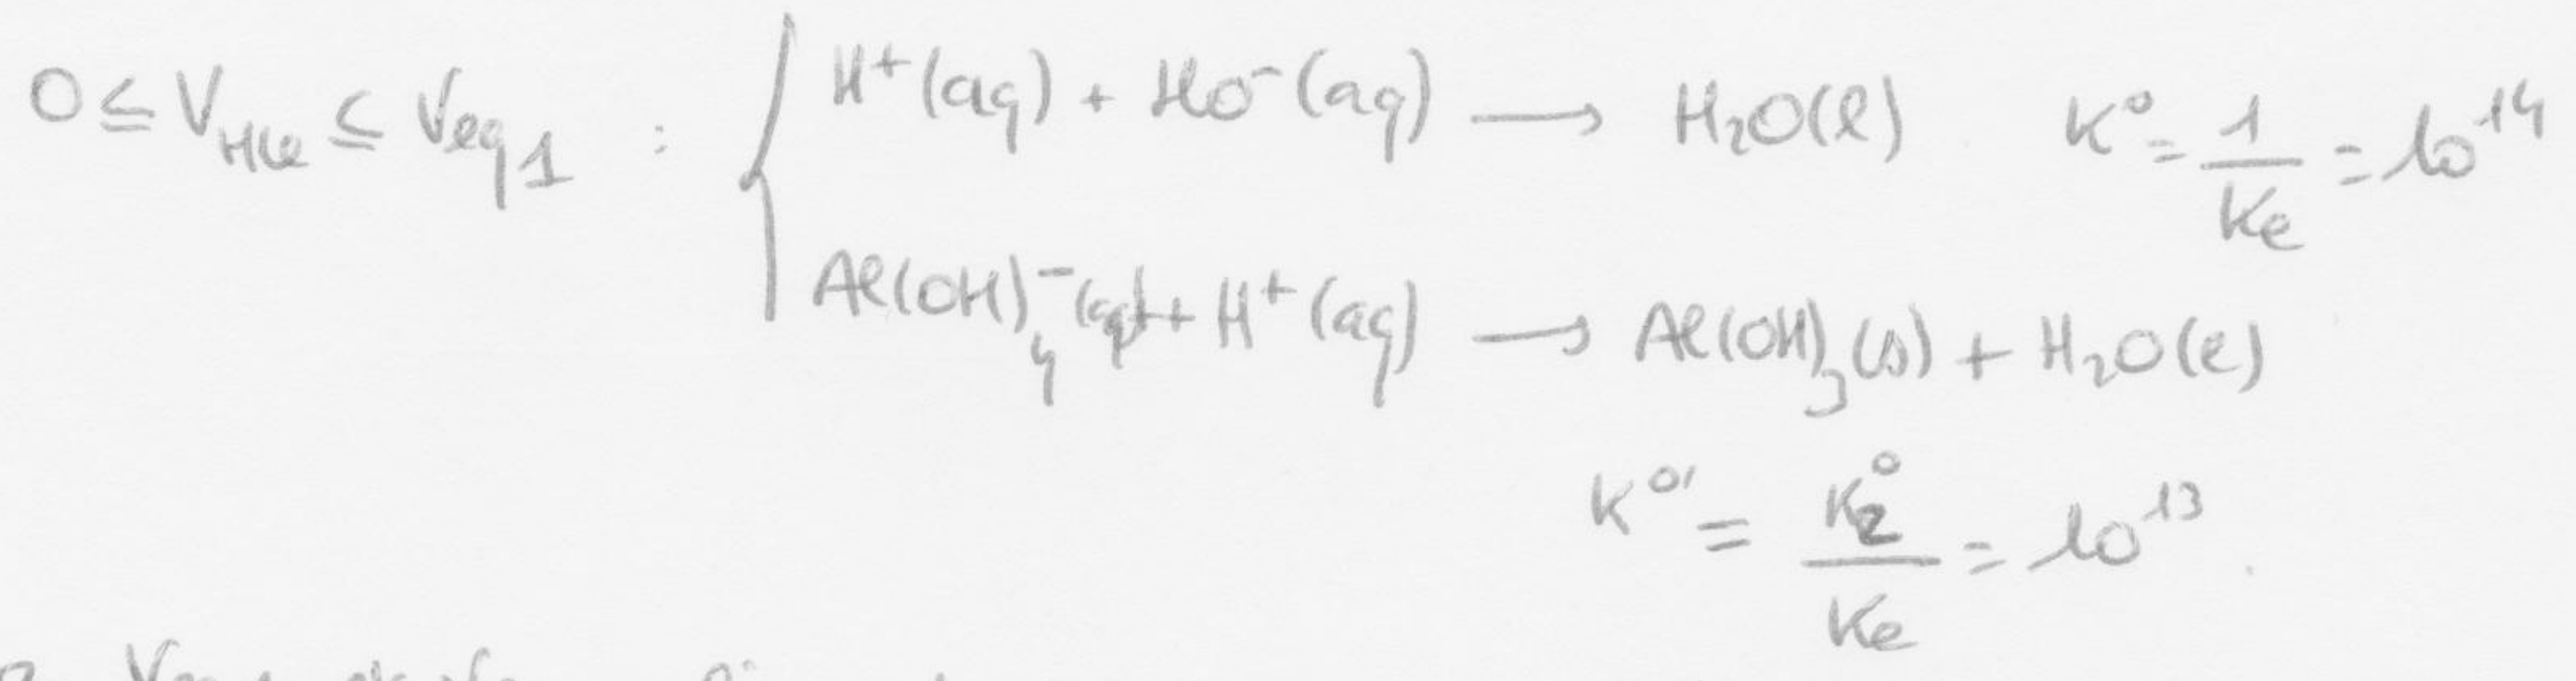 0 ≤ V_HCl ≤ Veq1 : { H⁺(aq) + HO⁻(aq) → H₂O(l) K° = 1/Ke = 10¹⁴
Al(OH)₄⁻(aq) + H⁺(aq) → Al(OH)₃(s) + H₂O(l)
K°' = K₂°/Ke = 10¹³.